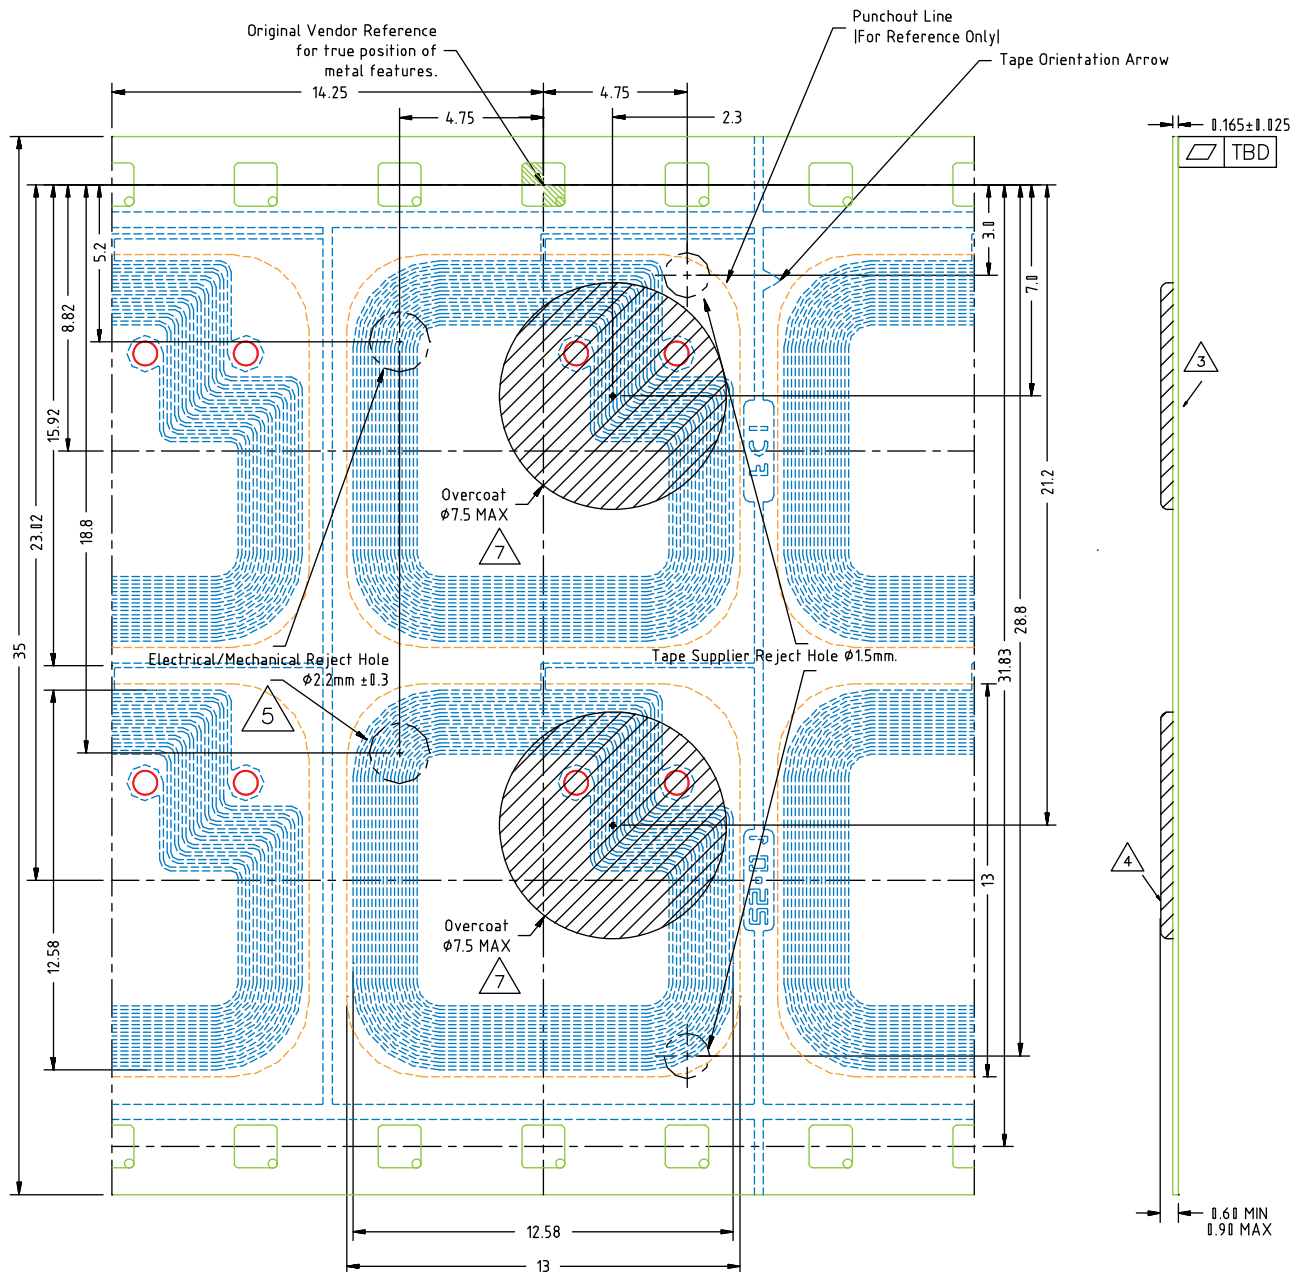 Original Vendor Reference
for true position of
metal features.
Punchout Line
|For Reference Only|
Tape Orientation Arrow
14.25
4.75
4.75
2.3
0.165±0.025
TBD
5.2
8.82
15.92
23.02
18.8
35
12.58
3.0
7.0
21.2
28.8
31.83
13
3
4
ECI
Overcoat
Ø7.5 MAX
7
Electrical/Mechanical Reject Hole
Ø2.2mm ±0.3
5
Tape Supplier Reject Hole Ø1.5mm.
Overcoat
Ø7.5 MAX
7
12.58
13
0.60 MIN
0.90 MAX